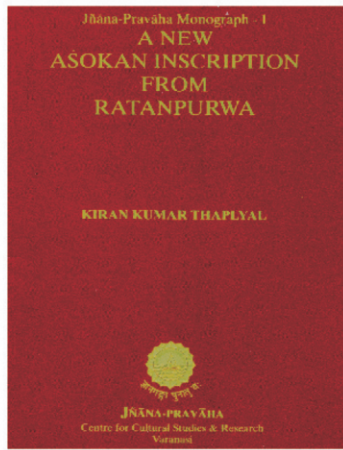 Jñāna-Pravāha Monograph - I
A NEW
AŚOKAN INSCRIPTION
FROM
RATANPURWA
KIRAN KUMAR THAPLYAL
JÑĀNA-PRAVĀHA
Centre for Cultural Studies & Research
Varanasi